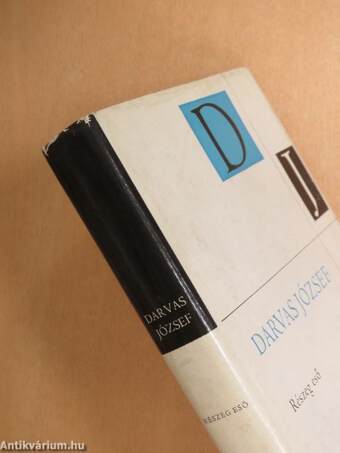 D
J
DARVAS JÓZSEF
Részeg eső
DARVAS
JÓZSEF
RÉSZEG ESŐ
Antikvárium.hu